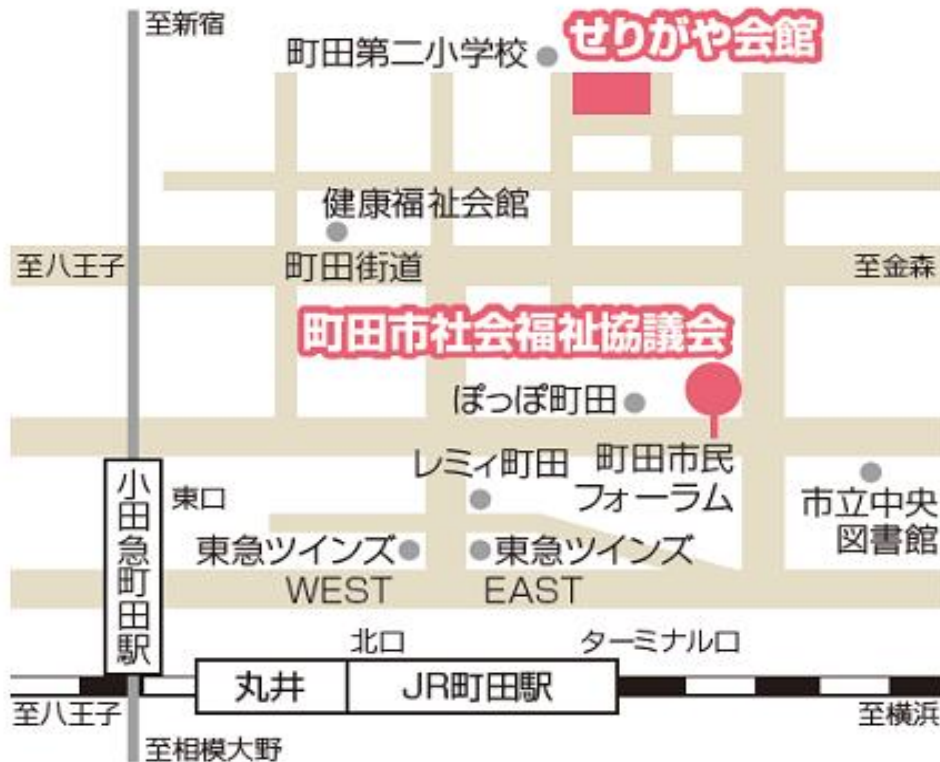 至新宿
せりがや会館
町田第二小学校
健康福祉会館
至八王子
町田街道
至金森
町田市社会福祉協議会
ぽっぽ町田
レミィ町田
町田市民
フォーラム
市立中央
図書館
小田急町田駅
東口
東急ツインズ
WEST
東急ツインズ
EAST
北口
ターミナル口
丸井
JR町田駅
至八王子
至横浜
至相模大野